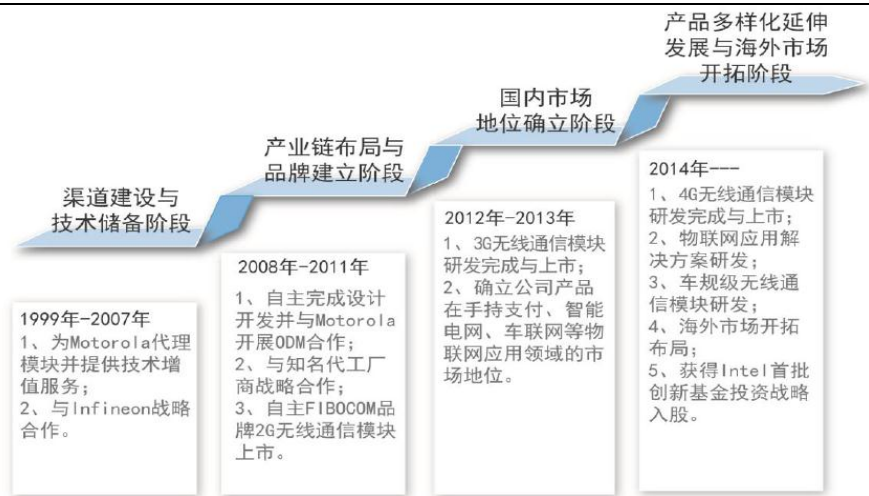 渠道建设与
技术储备阶段
1999年-2007年
1、为Motorola代理
模块并提供技术增
值服务;
2、与Infineon战略
合作。
产业链布局与
品牌建立阶段
2008年-2011年
1、自主完成设计
开发并与Motorola
开展ODM合作;
2、与知名代工厂
商战略合作;
3、自主FIBOCOM品
牌2G无线通信模块
上市。
国内市场
地位确立阶段
2012年-2013年
1、3G无线通信模块
研发完成与上市;
2、确立公司产品
在手持支付、智能
电网、车联网等物
联网应用领域的市
场地位。
产品多样化延伸
发展与海外市场
开拓阶段
2014年---
1、4G无线通信模块
研发完成与上市;
2、物联网应用解
决方案研发;
3、车规级无线通
信模块研发;
4、海外市场开拓
布局;
5、获得Intel首批
创新基金投资战略
入股。